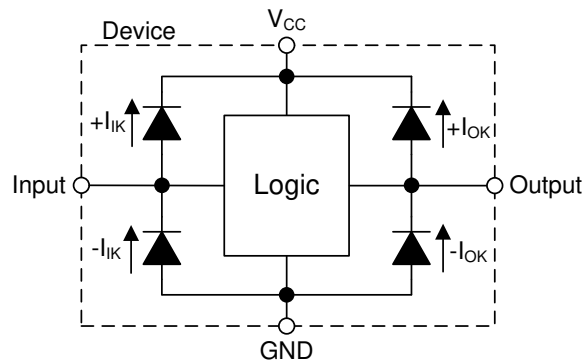 Device
VCC
+IIK
+IOK
Input
Logic
Output
-IIK
-IOK
GND